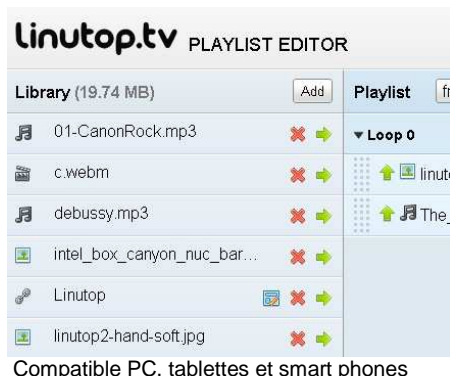 linutop.tv PLAYLIST EDITOR
Library (19.74 MB) Add
01-CanonRock.mp3
c.webm
debussy.mp3
intel_box_canyon_nuc_bar...
Linutop
linutop2-hand-soft.jpg
Playlist
Loop 0
The_
Compatible PC, tablettes et smart phones